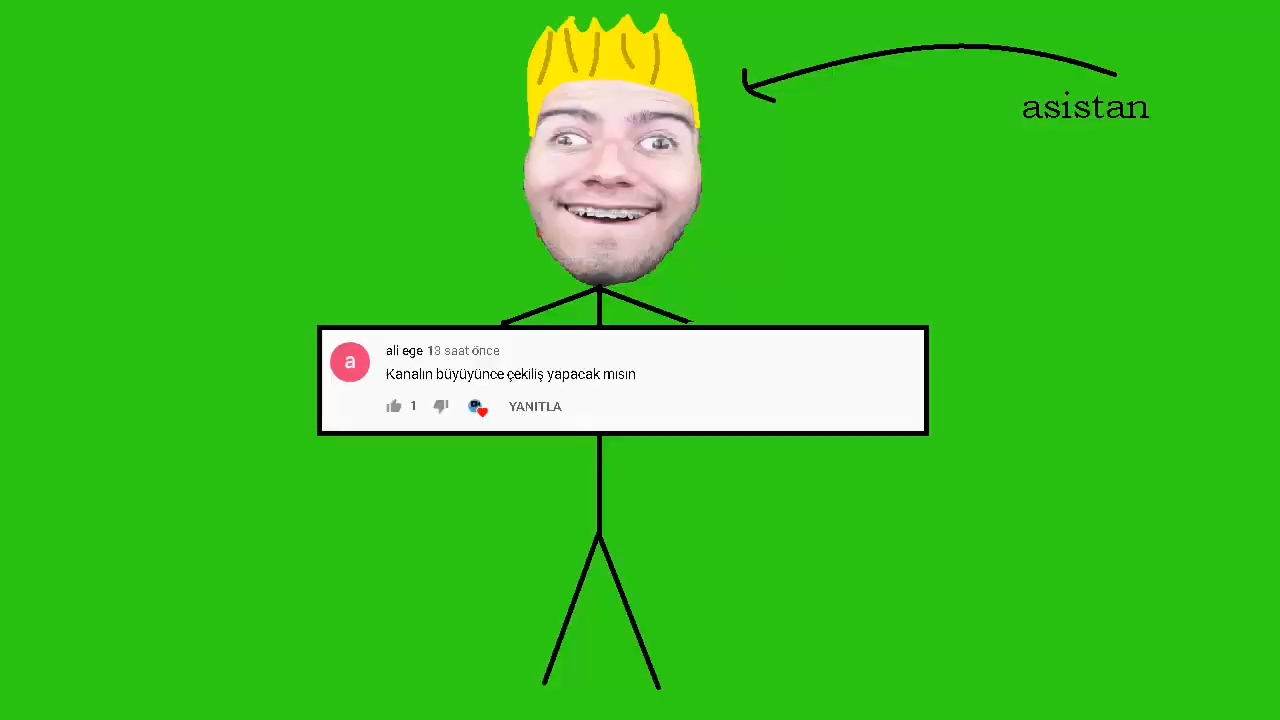 asistan
a
ali ege 13 saat önce
Kanalın büyüyünce çekiliş yapacak mısın
1
YANITLA